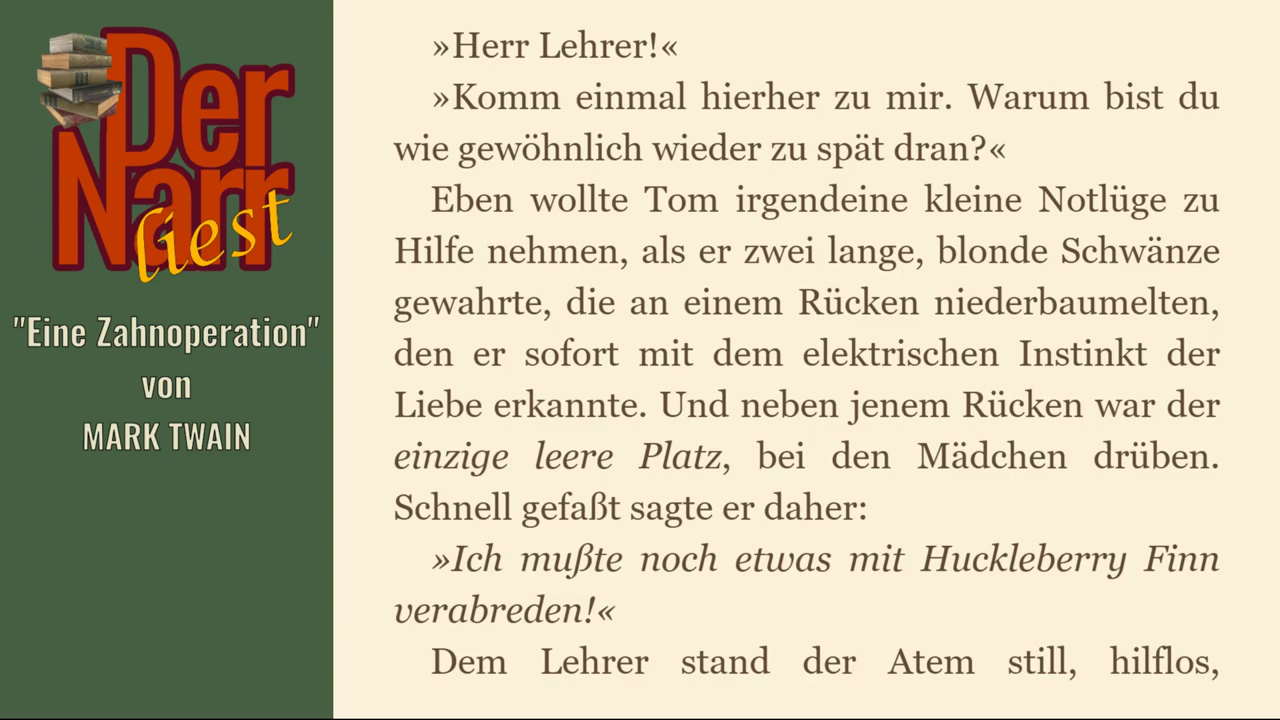 Der
Narr
liest
"Eine Zahnoperation"
von
MARK TWAIN
»Herr Lehrer!«
»Komm einmal hierher zu mir. Warum bist du
wie gewöhnlich wieder zu spät dran?«
Eben wollte Tom irgendeine kleine Notlüge zu
Hilfe nehmen, als er zwei lange, blonde Schwänze
gewahrte, die an einem Rücken niederbaumelten,
den er sofort mit dem elektrischen Instinkt der
Liebe erkannte. Und neben jenem Rücken war der
einzige leere Platz, bei den Mädchen drüben.
Schnell gefaßt sagte er daher:
»Ich mußte noch etwas mit Huckleberry Finn
verabreden!«
Dem Lehrer stand der Atem still, hilflos,